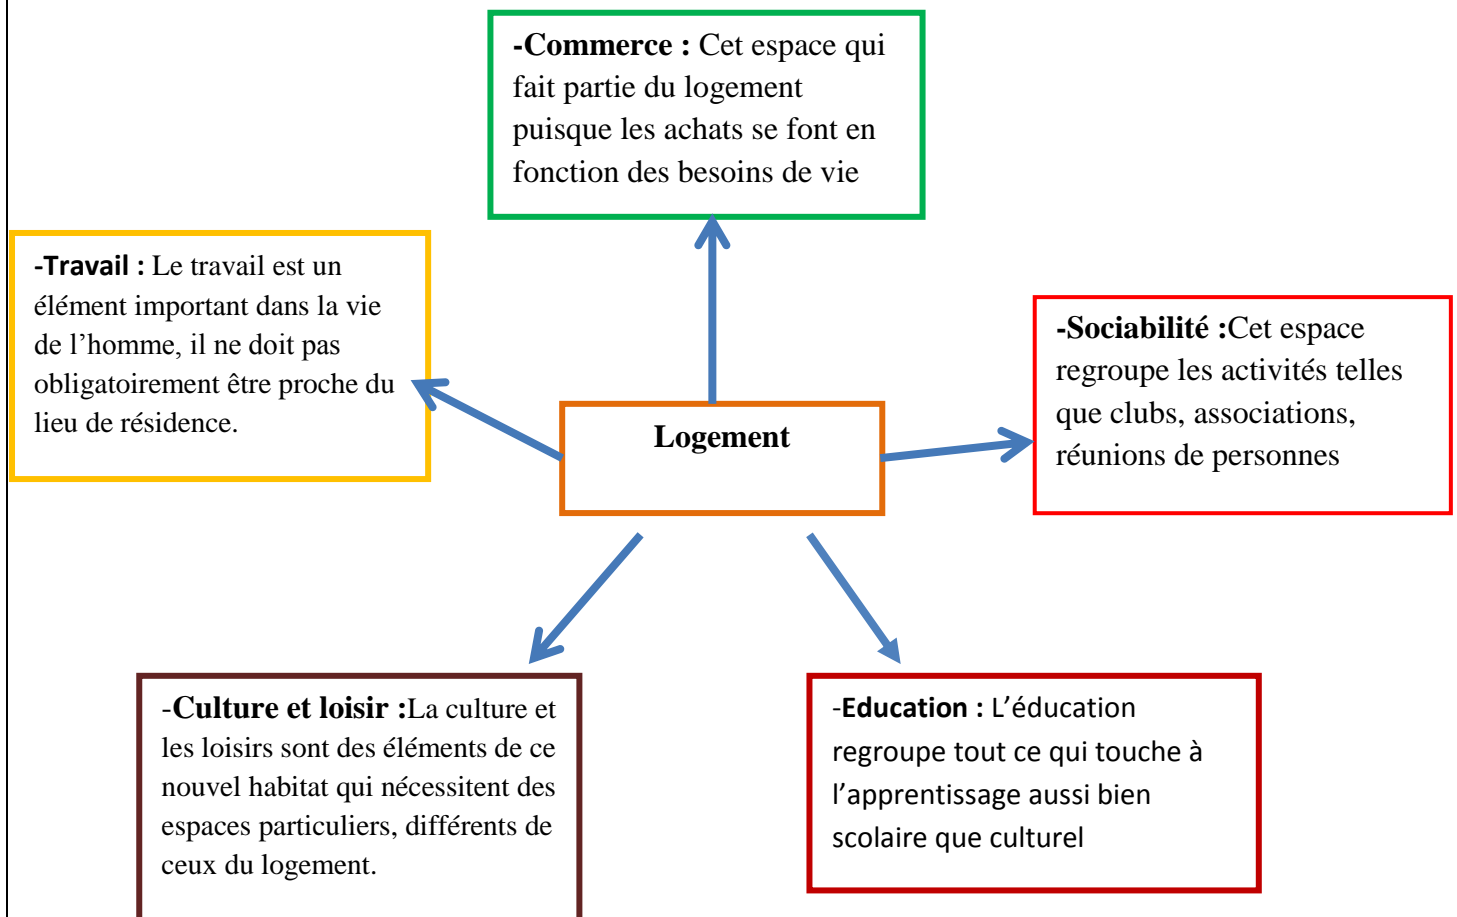 -Commerce : Cet espace qui
fait partie du logement
puisque les achats se font en
fonction des besoins de vie
-Travail : Le travail est un
élément important dans la vie
de l’homme, il ne doit pas
obligatoirement être proche du
lieu de résidence.
-Sociabilité :Cet espace
regroupe les activités telles
que clubs, associations,
réunions de personnes
Logement
-Culture et loisir :La culture et
les loisirs sont des éléments de ce
nouvel habitat qui nécessitent des
espaces particuliers, différents de
ceux du logement.
-Education : L’éducation
regroupe tout ce qui touche à
l’apprentissage aussi bien
scolaire que culturel